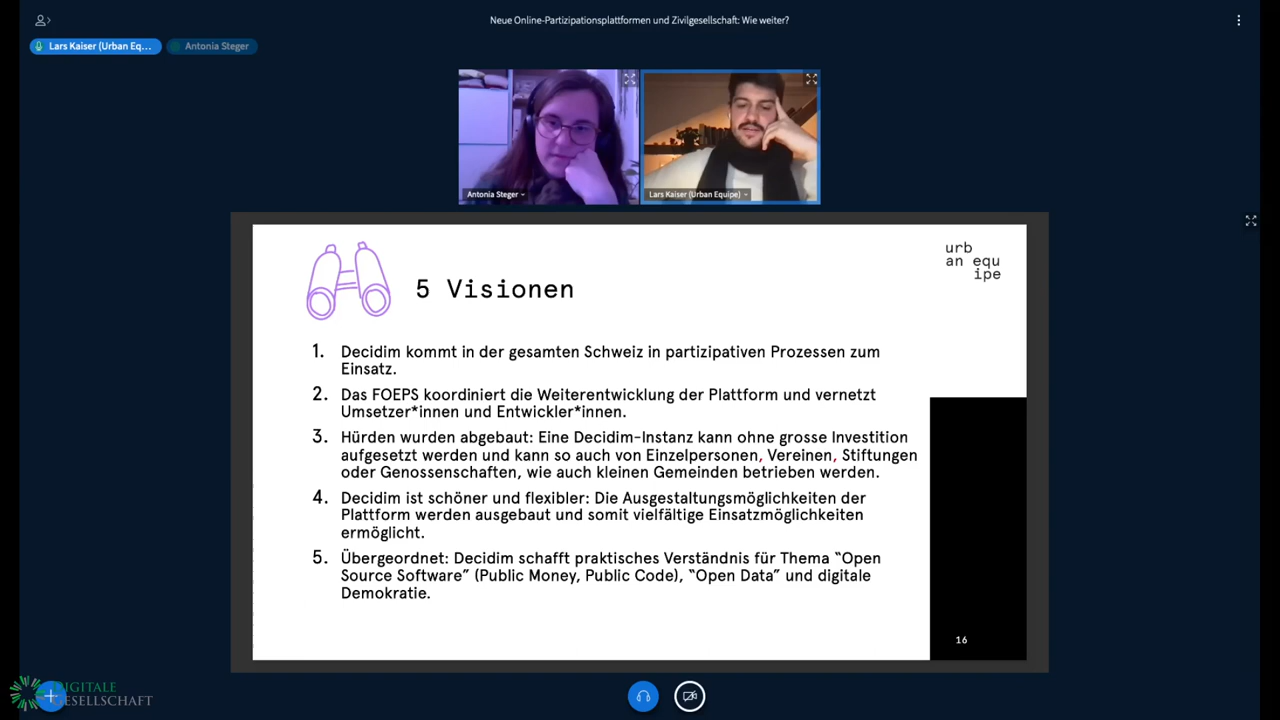 Neue Online-Partizipationsplattformen und Zivilgesellschaft: Wie weiter?
Lars Kaiser (Urban Eq...
Antonia Steger
Antonia Steger
Lars Kaiser (Urban Equipe)
urb
an equ
ipe
5 Visionen
1. Decidim kommt in der gesamten Schweiz in partizipativen Prozessen zum
Einsatz.
2. Das FOEPS koordiniert die Weiterentwicklung der Plattform und vernetzt
Umsetzer*innen und Entwickler*innen.
3. Hürden wurden abgebaut: Eine Decidim-Instanz kann ohne grosse Investition
aufgesetzt werden und kann so auch von Einzelpersonen, Vereinen, Stiftungen
oder Genossenschaften, wie auch kleinen Gemeinden betrieben werden.
4. Decidim ist schöner und flexibler: Die Ausgestaltungsmöglichkeiten der
Plattform werden ausgebaut und somit vielfältige Einsatzmöglichkeiten
ermöglicht.
5. Übergeordnet: Decidim schafft praktisches Verständnis für Thema “Open
Source Software” (Public Money, Public Code), “Open Data” und digitale
Demokratie.
16
DIGITALE
GESELLSCHAFT